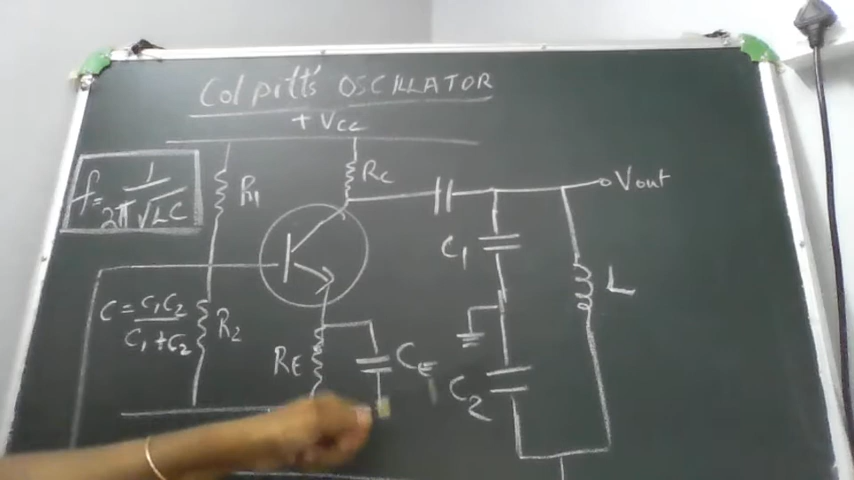 Colpitt's OSCILLATOR
+ Vcc
f = 1 / 2π√LC
R1
Rc
Vout
C1
L
C = C1C2 / C1+C2
R2
RE
CE
C2